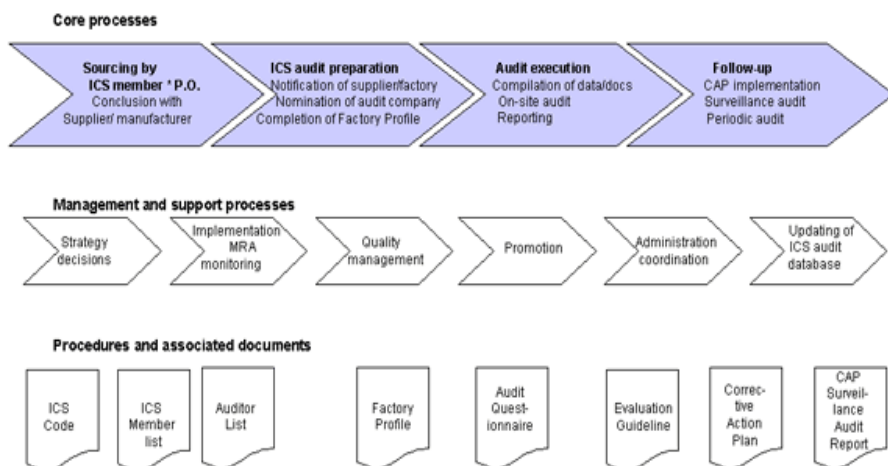 Core processes
Sourcing by
ICS member * P.O.
Conclusion with
Supplier/ manufacturer
ICS audit preparation
Notification of supplier/factory
Nomination of audit company
Completion of Factory Profile
Audit execution
Compilation of data/docs
On-site audit
Reporting
Follow-up
CAP implementation
Surveillance audit
Periodic audit
Management and support processes
Strategy
decisions
Implementation
MRA
monitoring
Quality
management
Promotion
Administration
coordination
Updating of
ICS audit
database
Procedures and associated documents
ICS
Code
ICS
Member
list
Auditor
List
Factory
Profile
Audit
Quest-
ionnaire
Evaluation
Guideline
Correc-
tive
Action
Plan
CAP
Surveil-
lance
Audit
Report